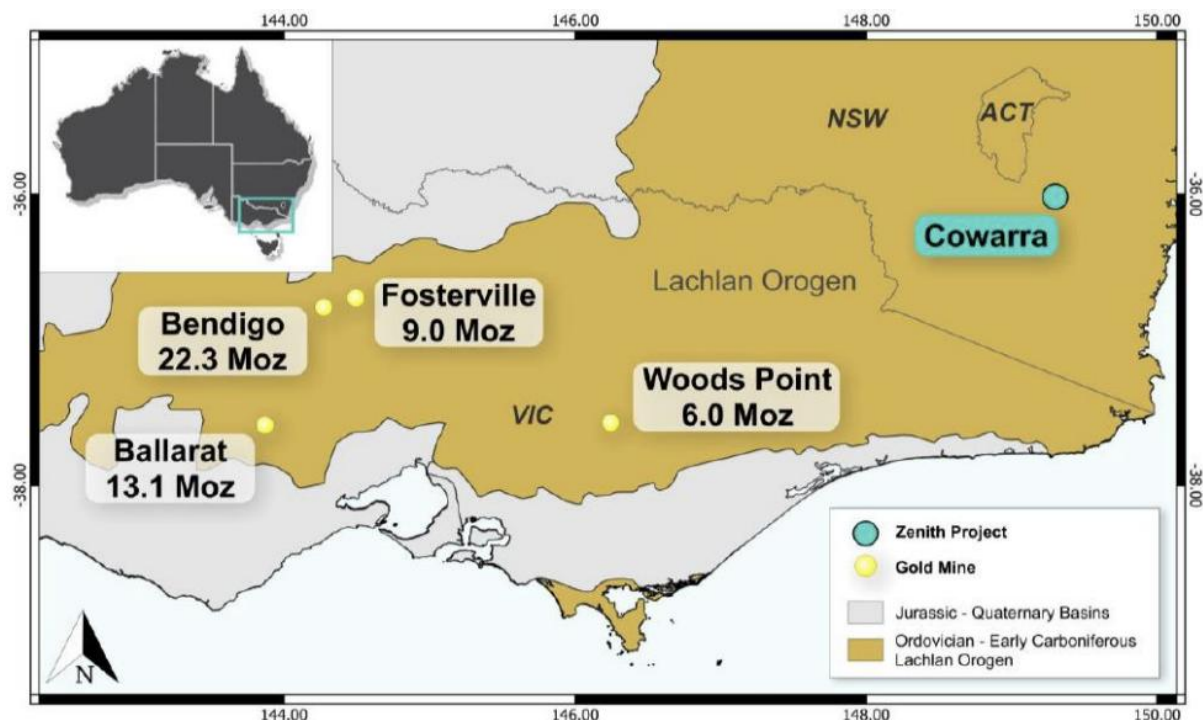 144.00
146.00
148.00
150.00
-36.00
-36.00
NSW
ACT
Cowarra
Lachlan Orogen
Fosterville
9.0 Moz
Bendigo
22.3 Moz
Woods Point
6.0 Moz
VIC
Ballarat
13.1 Moz
-38.00
-38.00
Zenith Project
Gold Mine
Jurassic - Quaternary Basins
Ordovician - Early Carboniferous
Lachlan Orogen
N
144.00
146.00
148.00
150.00